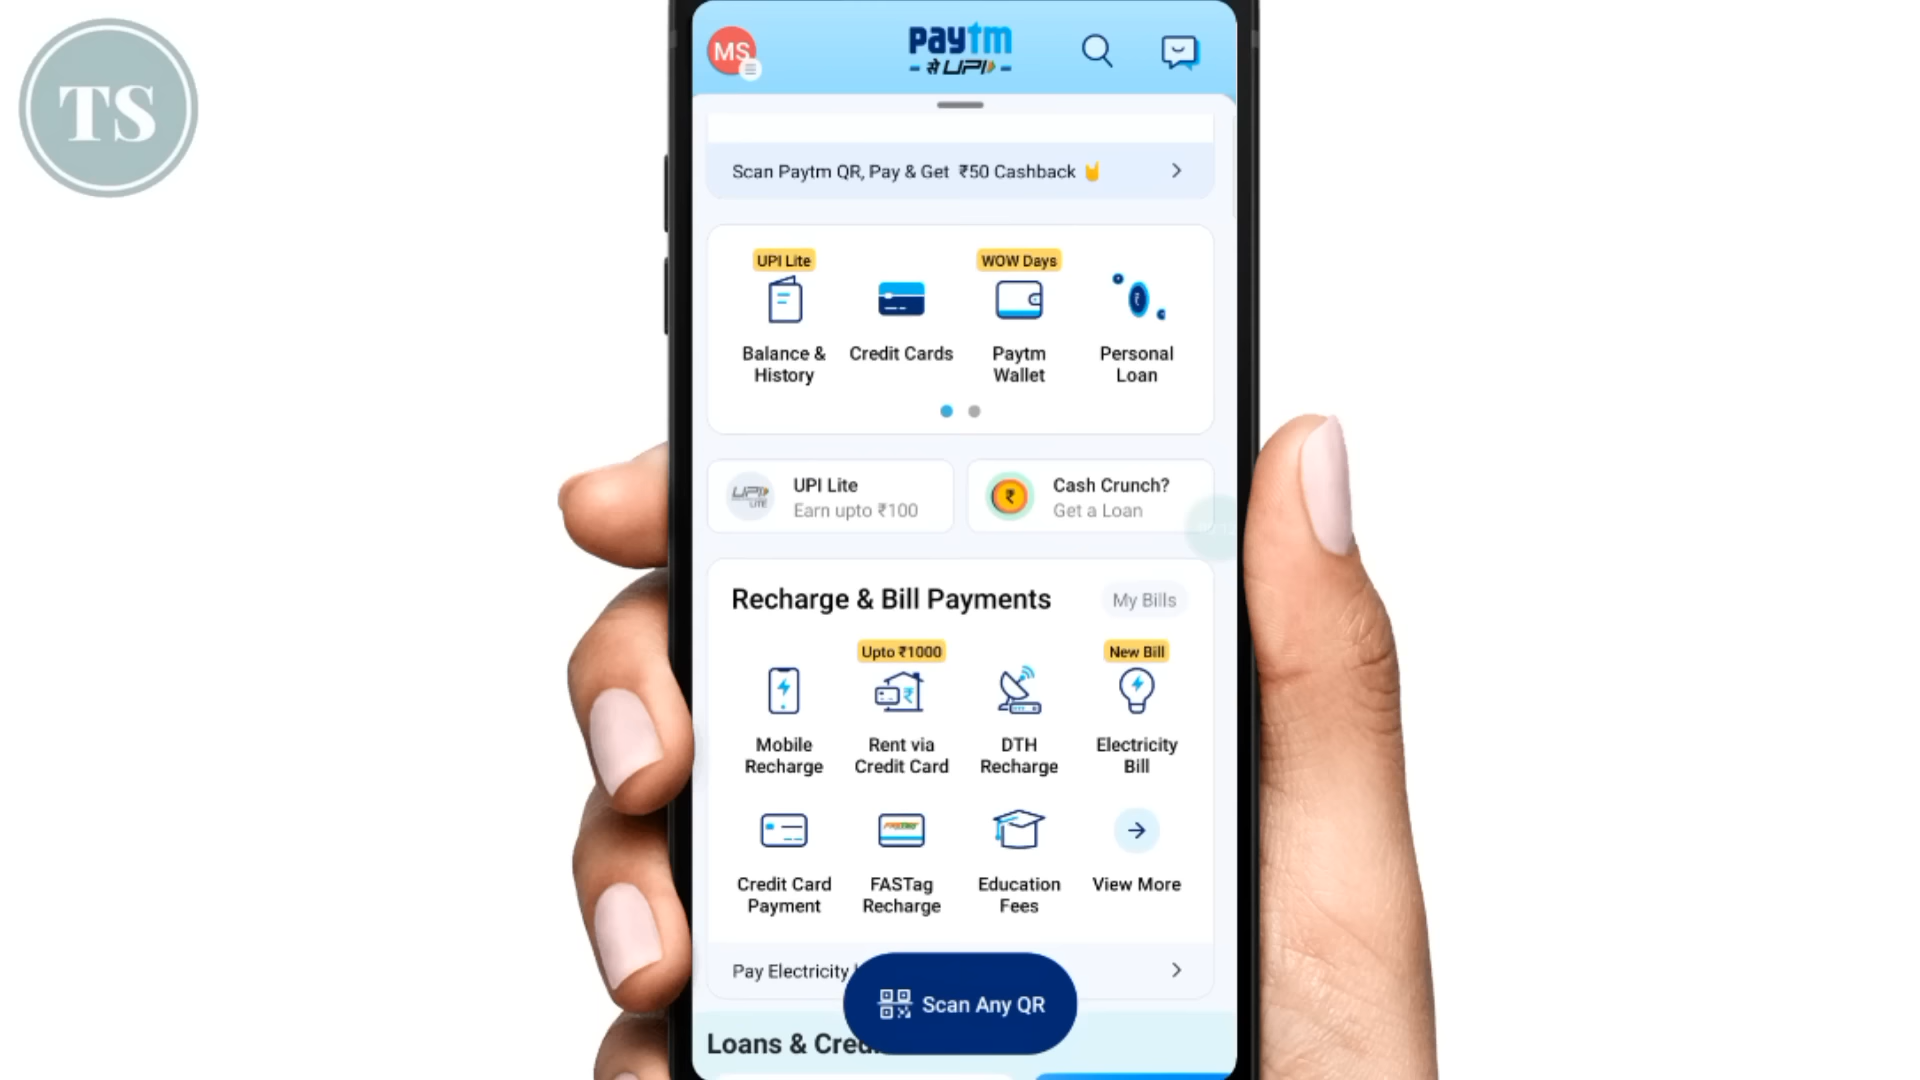 TS
MS
paytm
से UPI
Scan Paytm QR, Pay & Get ₹50 Cashback
UPI Lite
WOW Days
Balance & History
Credit Cards
Paytm Wallet
Personal Loan
UPI LITE
UPI Lite
Earn upto ₹100
₹
Cash Crunch?
Get a Loan
Recharge & Bill Payments
My Bills
Upto ₹1000
New Bill
Mobile Recharge
Rent via Credit Card
DTH Recharge
Electricity Bill
Credit Card Payment
FASTag Recharge
Education Fees
View More
Pay Electricity
Scan Any QR
Loans &